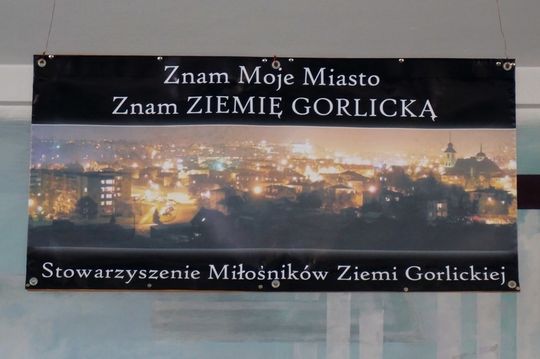 Znam Moje Miasto
Znam ZIEMIĘ GORLICKĄ
Stowarzyszenie Miłośników Ziemi Gorlickiej